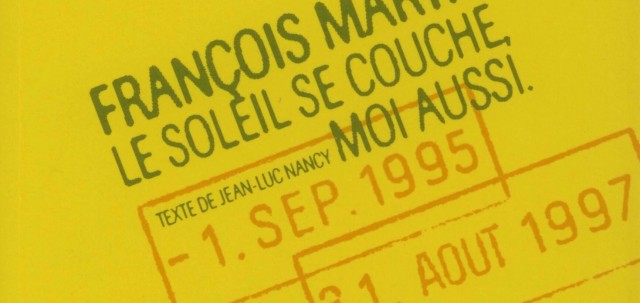 FRANÇOIS
LE SOLEIL SE COUCHE,
MOI AUSSI.
TEXTE DE JEAN-LUC NANCY
-1. SEP. 1995
AOUT 1997